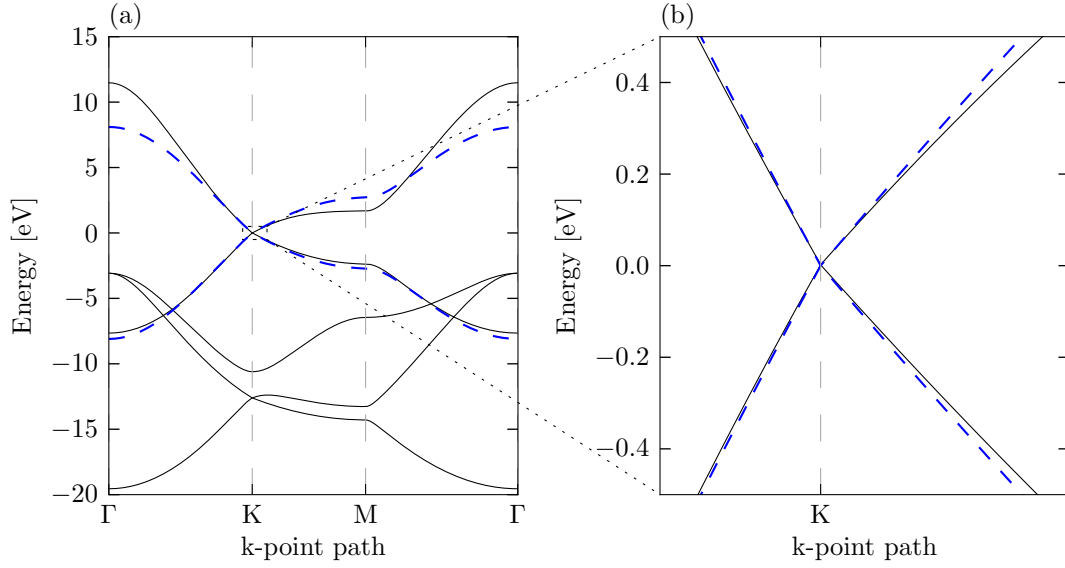 (a)
15
10
5
0
−5
−10
−15
−20
Energy [eV]
Γ K M Γ
k-point path
(b)
0.4
0.2
0.0
−0.2
−0.4
Energy [eV]
K
k-point path